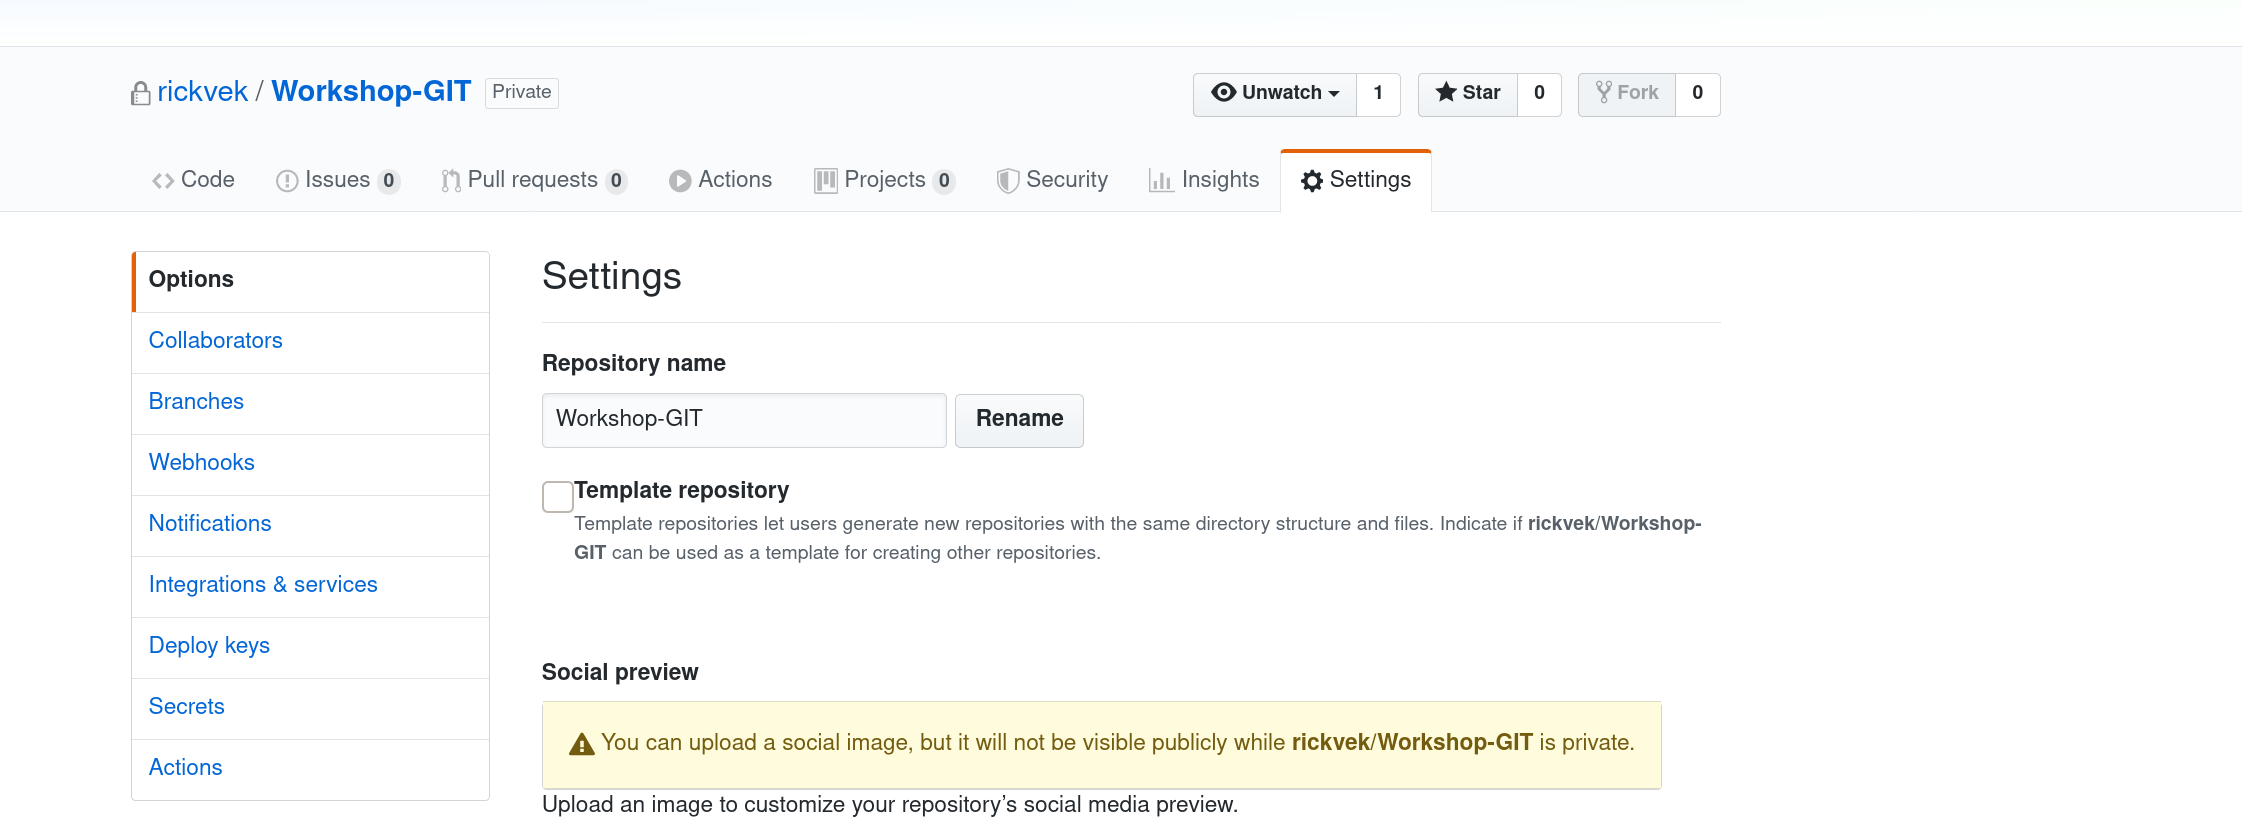 rickvek / Workshop-GIT Private Unwatch 1 Star 0 Fork 0
Code Issues 0 Pull requests 0 Actions Projects 0 Security Insights Settings
Options
Collaborators
Branches
Webhooks
Notifications
Integrations & services
Deploy keys
Secrets
Actions
Settings
Repository name
Workshop-GIT Rename
Template repository
Template repositories let users generate new repositories with the same directory structure and files. Indicate if rickvek/Workshop-
GIT can be used as a template for creating other repositories.
Social preview
You can upload a social image, but it will not be visible publicly while rickvek/Workshop-GIT is private.
Upload an image to customize your repository’s social media preview.